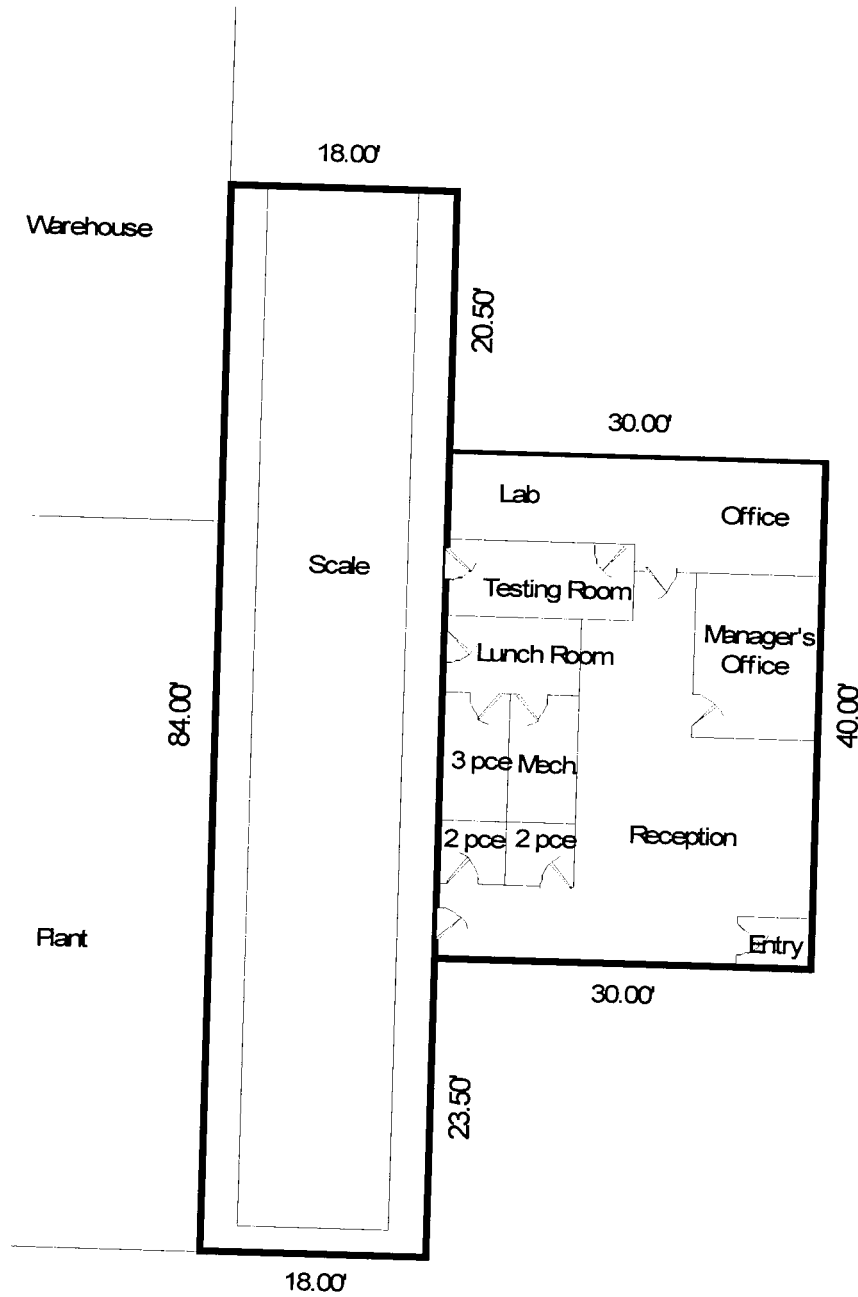 18.00'
Warehouse
20.50'
30.00'
Lab
Office
Scale
Testing Room
Manager's
Office
Lunch Room
84.00'
40.00'
3 pce
Mech.
2 pce
2 pce
Reception
Plant
Entry
30.00'
23.50'
18.00'